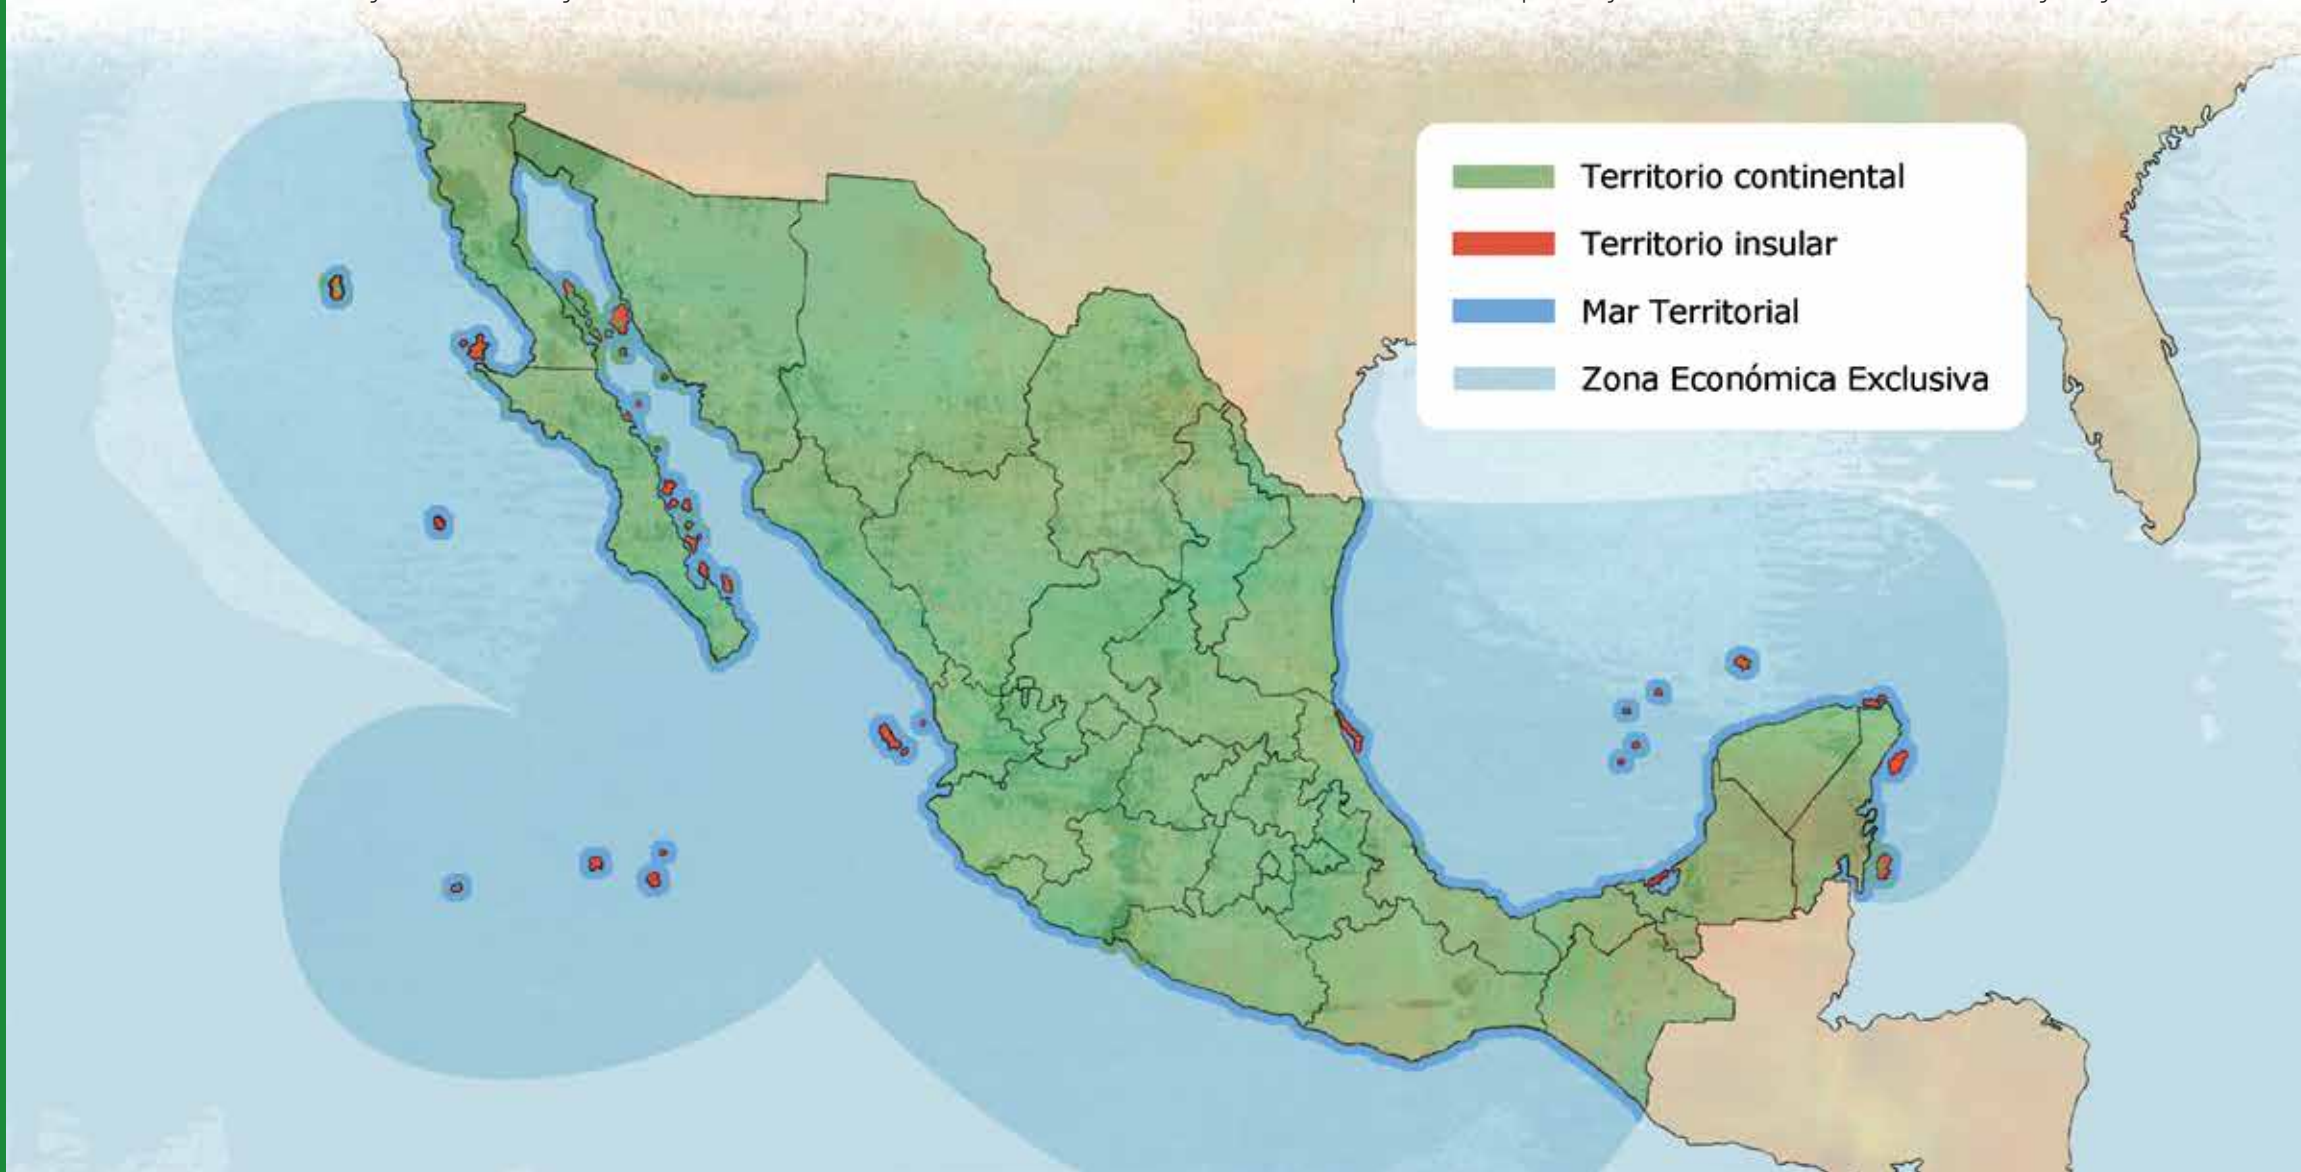 Territorio continental
Territorio insular
Mar Territorial
Zona Económica Exclusiva